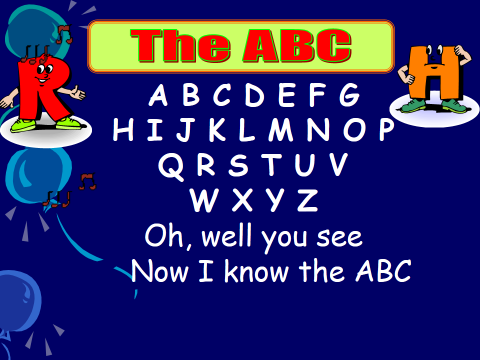 The ABC
R
H
A B C D E F G
H I J K L M N O P
Q R S T U V
W X Y Z
Oh, well you see
Now I know the ABC